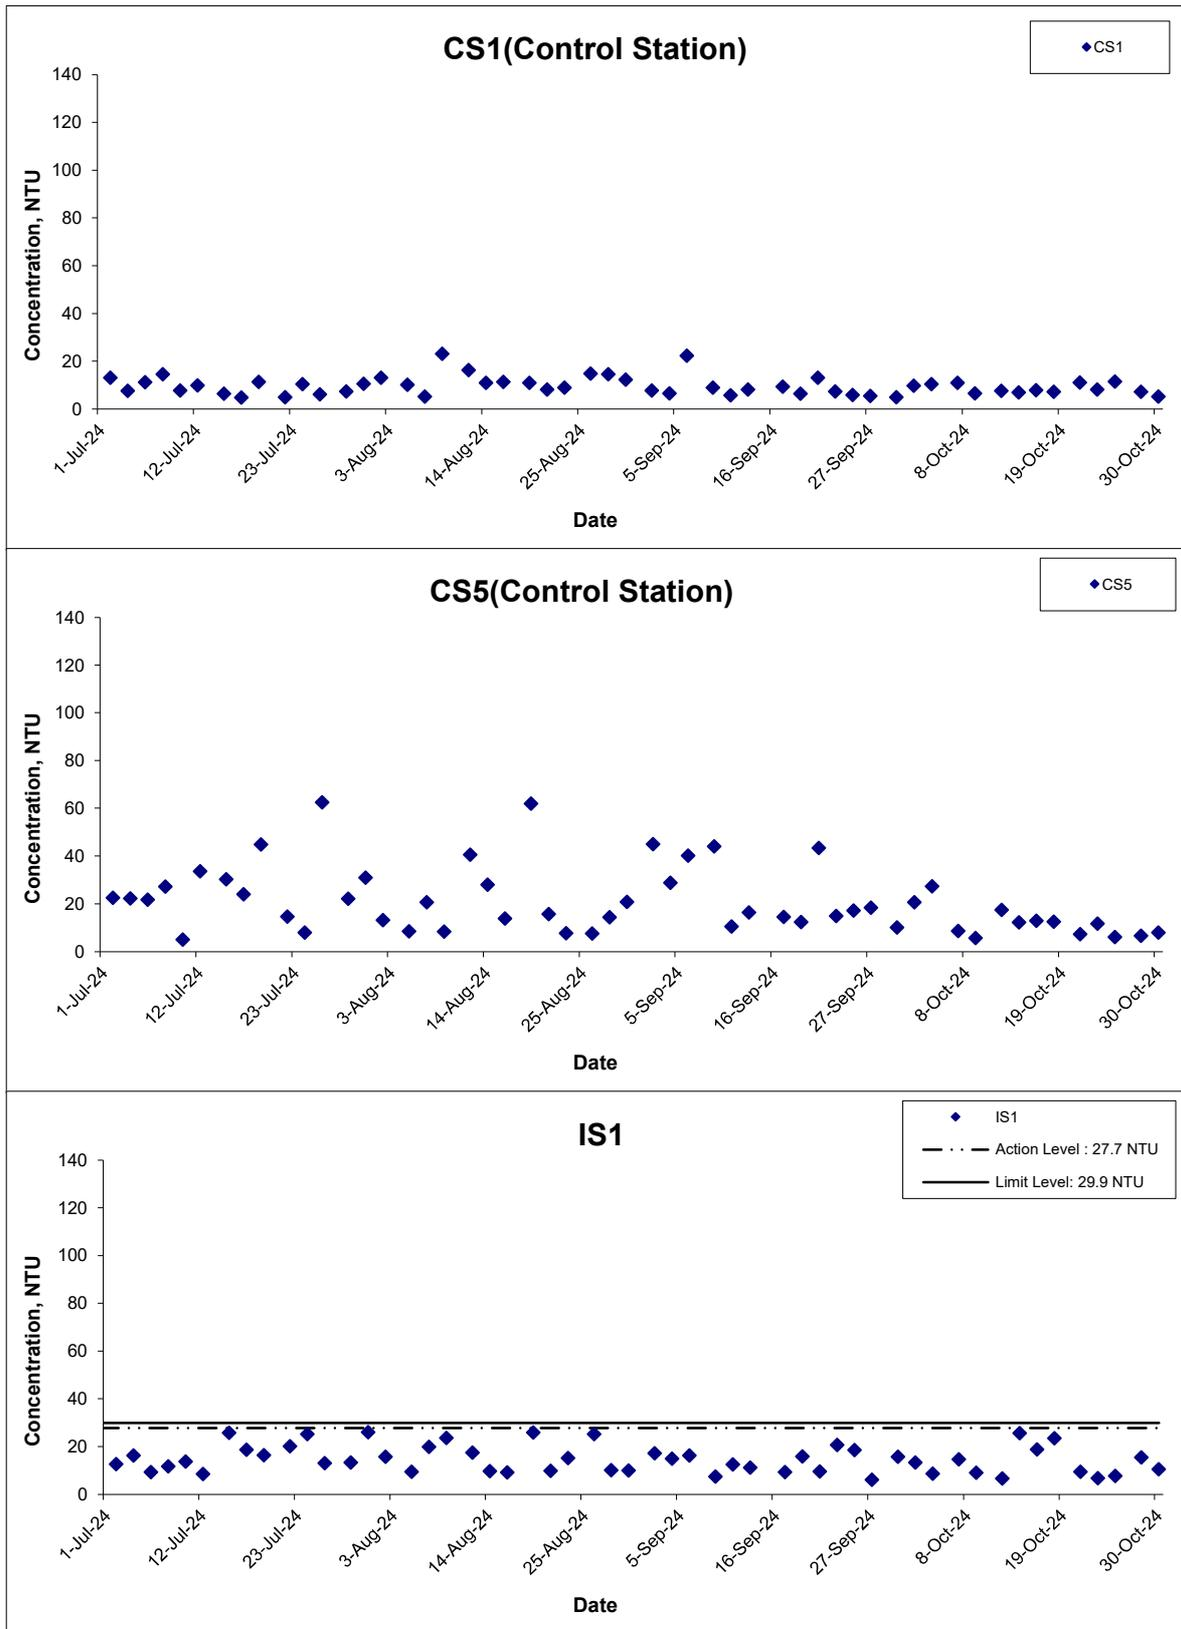 CS1(Control Station)
CS1
140
120
100
80
60
40
20
0
Concentration, NTU
1-Jul-24
12-Jul-24
23-Jul-24
3-Aug-24
14-Aug-24
25-Aug-24
5-Sep-24
16-Sep-24
27-Sep-24
8-Oct-24
19-Oct-24
30-Oct-24
Date
CS5(Control Station)
CS5
140
120
100
80
60
40
20
0
Concentration, NTU
1-Jul-24
12-Jul-24
23-Jul-24
3-Aug-24
14-Aug-24
25-Aug-24
5-Sep-24
16-Sep-24
27-Sep-24
8-Oct-24
19-Oct-24
30-Oct-24
Date
IS1
IS1
Action Level : 27.7 NTU
Limit Level: 29.9 NTU
140
120
100
80
60
40
20
0
Concentration, NTU
1-Jul-24
12-Jul-24
23-Jul-24
3-Aug-24
14-Aug-24
25-Aug-24
5-Sep-24
16-Sep-24
27-Sep-24
8-Oct-24
19-Oct-24
30-Oct-24
Date